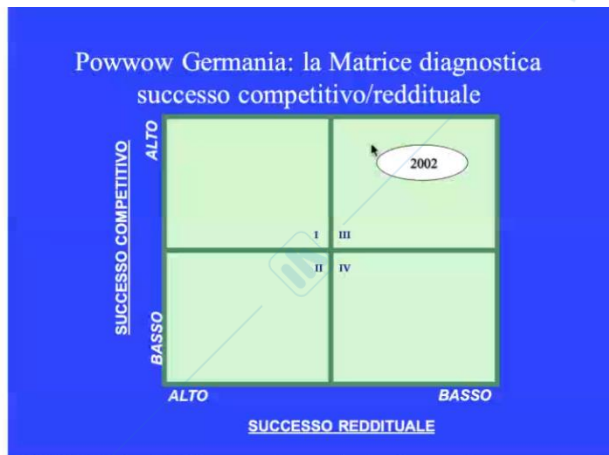 Powwow Germania: la Matrice diagnostica
successo competitivo/reddituale
SUCCESSO COMPETITIVO
ALTO
2002
I III
II IV
BASSO
ALTO BASSO
SUCCESSO REDDITUALE